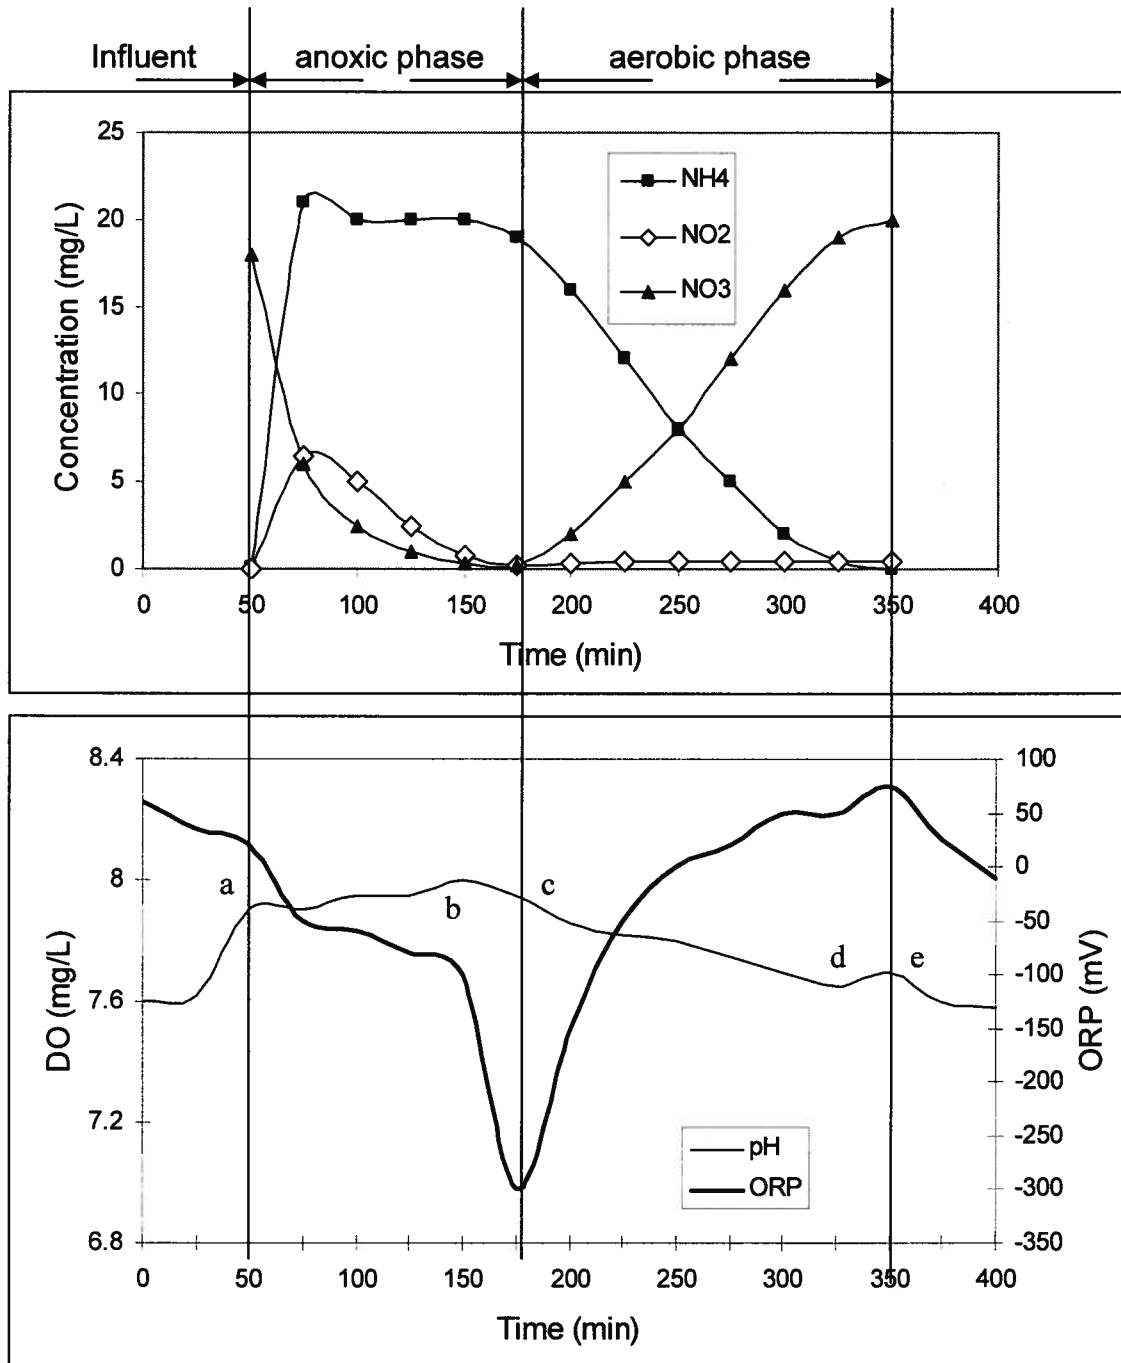 Influent anoxic phase aerobic phase
25
20
15
10
5
0
Concentration (mg/L)
NH4
NO2
NO3
0 50 100 150 200 250 300 350 400
Time (min)
8.4
8
7.6
7.2
6.8
DO (mg/L)
a b c d e
pH
ORP
100
50
0
-50
-100
-150
-200
-250
-300
-350
ORP (mV)
0 50 100 150 200 250 300 350 400
Time (min)